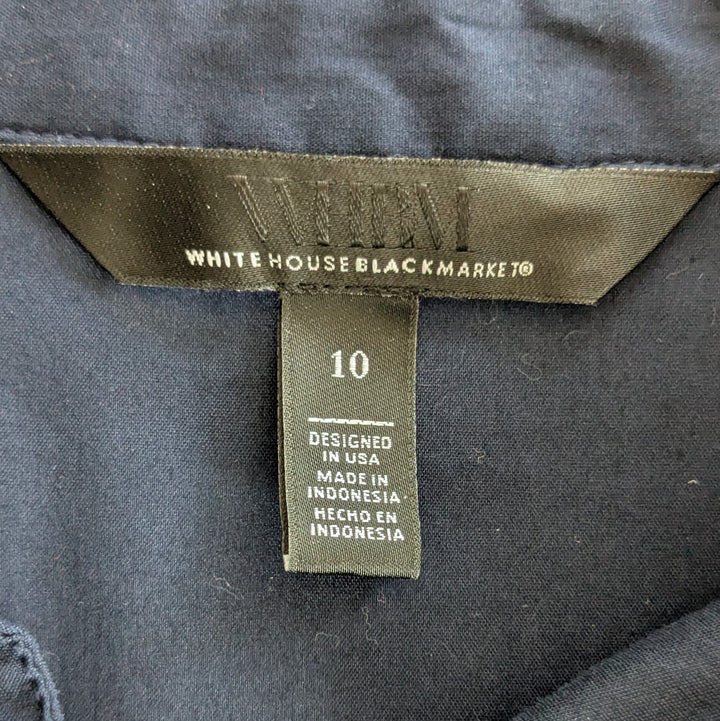 WHBM
WHITE HOUSE BLACK MARKET®
10
DESIGNED
IN USA
MADE IN
INDONESIA
HECHO EN
INDONESIA